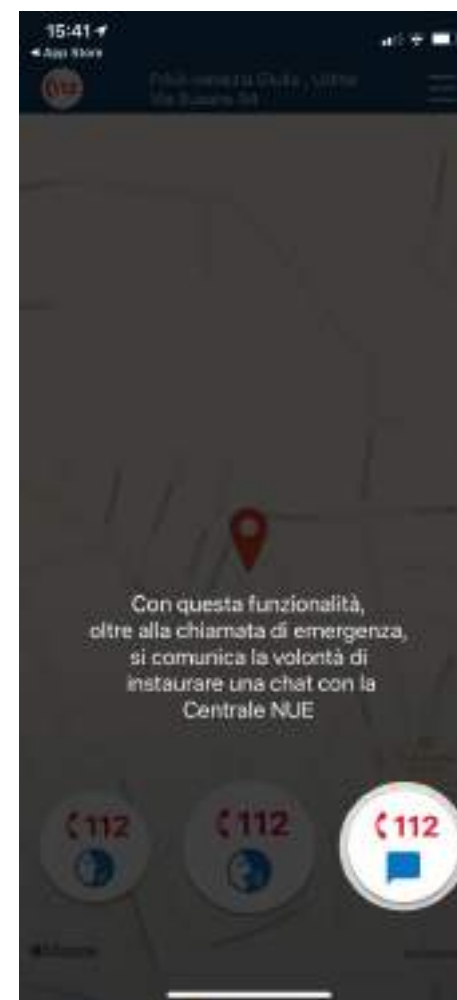 15:41
App Store
112
Con questa funzionalità,
oltre alla chiamata di emergenza,
si comunica la volontà di
instaurare una chat con la
Centrale NUE
112
112
112